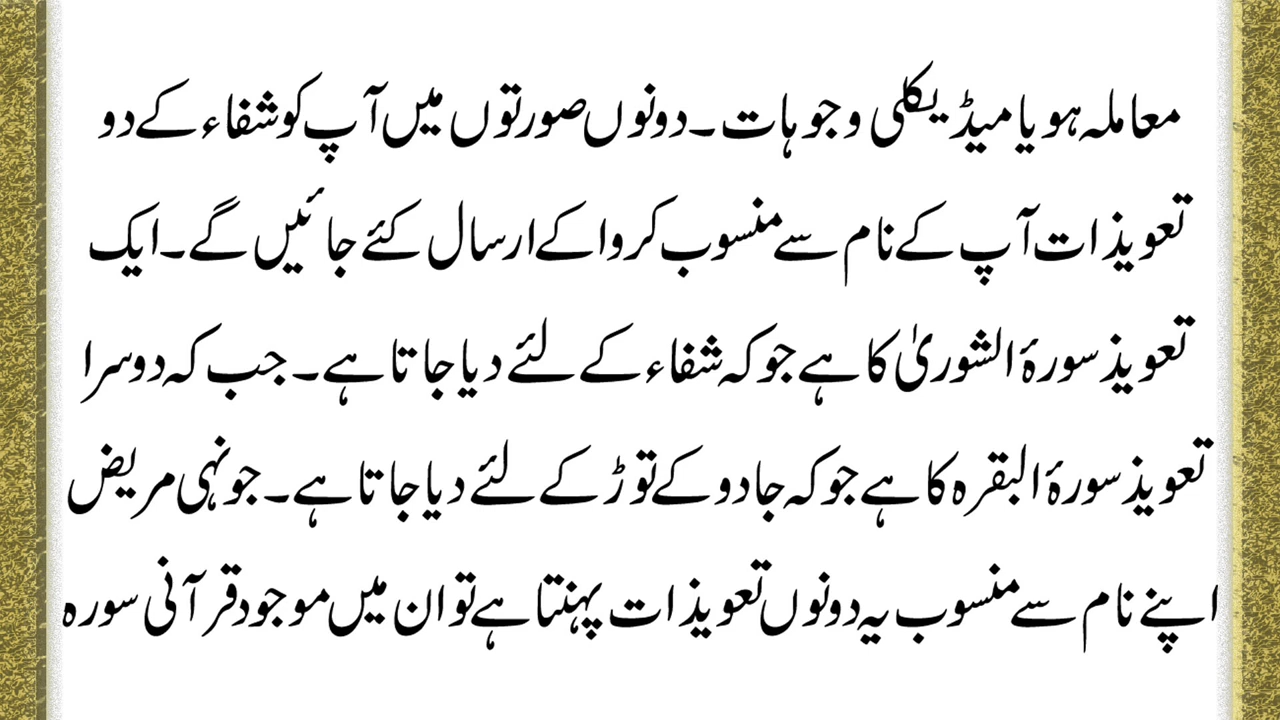 معاملہ ہو یا میڈیکلی وجوہات۔ دونوں صورتوں میں آپ کو شفاء کے دو
تعویذات آپ کے نام سے منسوب کروا کے ارسال کئے جائیں گے۔ ایک
تعویذ سورۃ الشوریٰ کا ہے جو کہ شفاء کے لئے دیا جاتا ہے۔ جب کہ دوسرا
تعویذ سورۃ البقرہ کا ہے جو کہ جادو کے توڑ کے لئے دیا جاتا ہے۔ جونہی مریض
اپنے نام سے منسوب یہ دونوں تعویذات پہنتا ہے تو ان میں موجود قرآنی سورہ